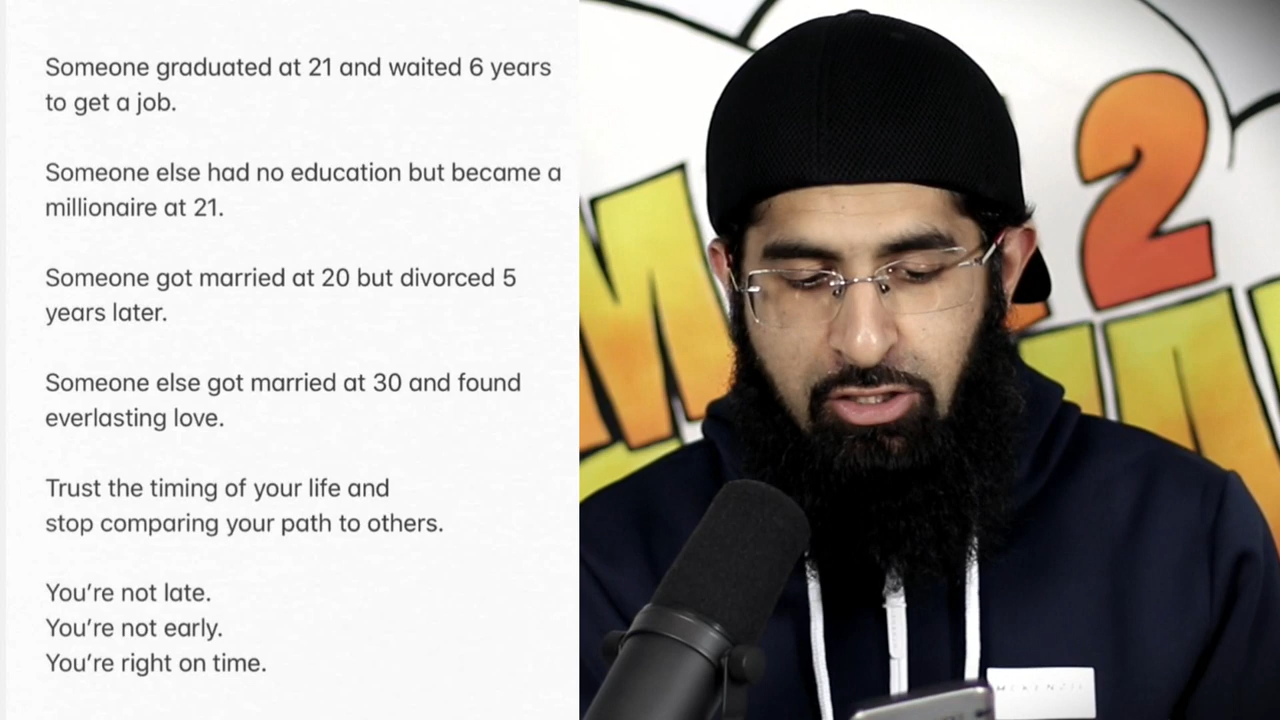 Someone graduated at 21 and waited 6 years
to get a job.
Someone else had no education but became a
millionaire at 21.
Someone got married at 20 but divorced 5
years later.
Someone else got married at 30 and found
everlasting love.
Trust the timing of your life and
stop comparing your path to others.
You’re not late.
You’re not early.
You’re right on time.
2
MCKENZIE